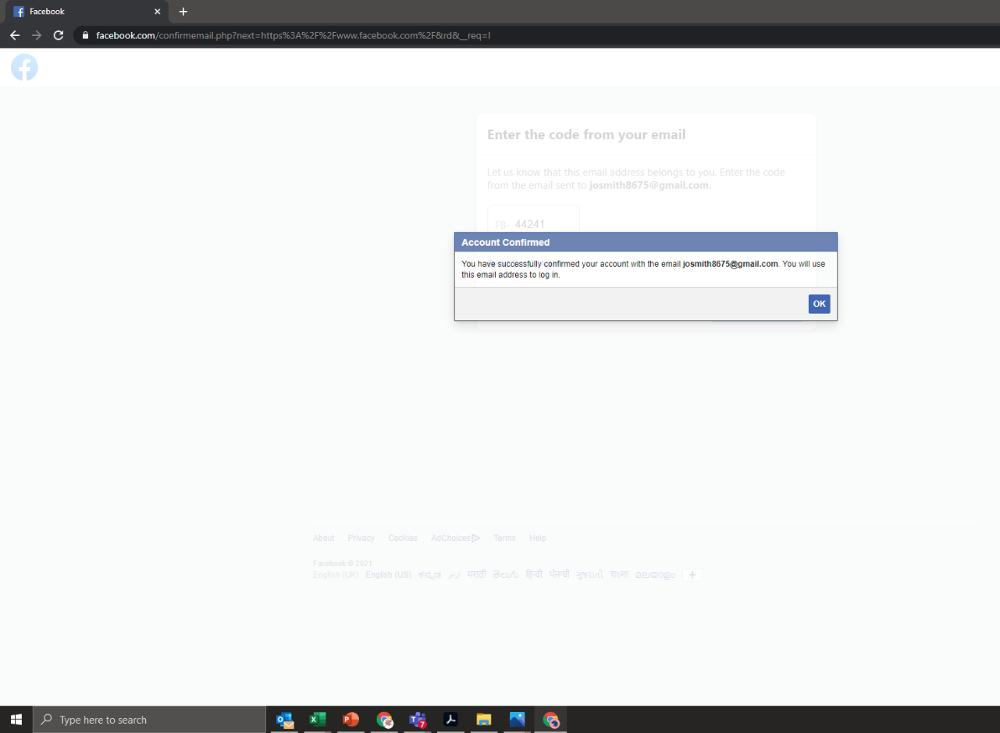 Facebook
facebook.com/confirmemail.php?next=https%3A%2F%2Fwww.facebook.com%2F&rd&__req=l
Enter the code from your email
Let us know that this email address belongs to you. Enter the code
from the email sent to josmith8675@gmail.com.
FB- 44241
Account Confirmed
You have successfully confirmed your account with the email josmith8675@gmail.com. You will use
this email address to log in.
OK
About Privacy Cookies AdChoices Terms Help
Facebook © 2021
English (UK) English (US) ಕನ್ನಡ اردو मराठी తెలుగు हिन्दी ਪੰਜਾਬੀ ગુજરાતી বাংলা മലയാളം +
Type here to search
7